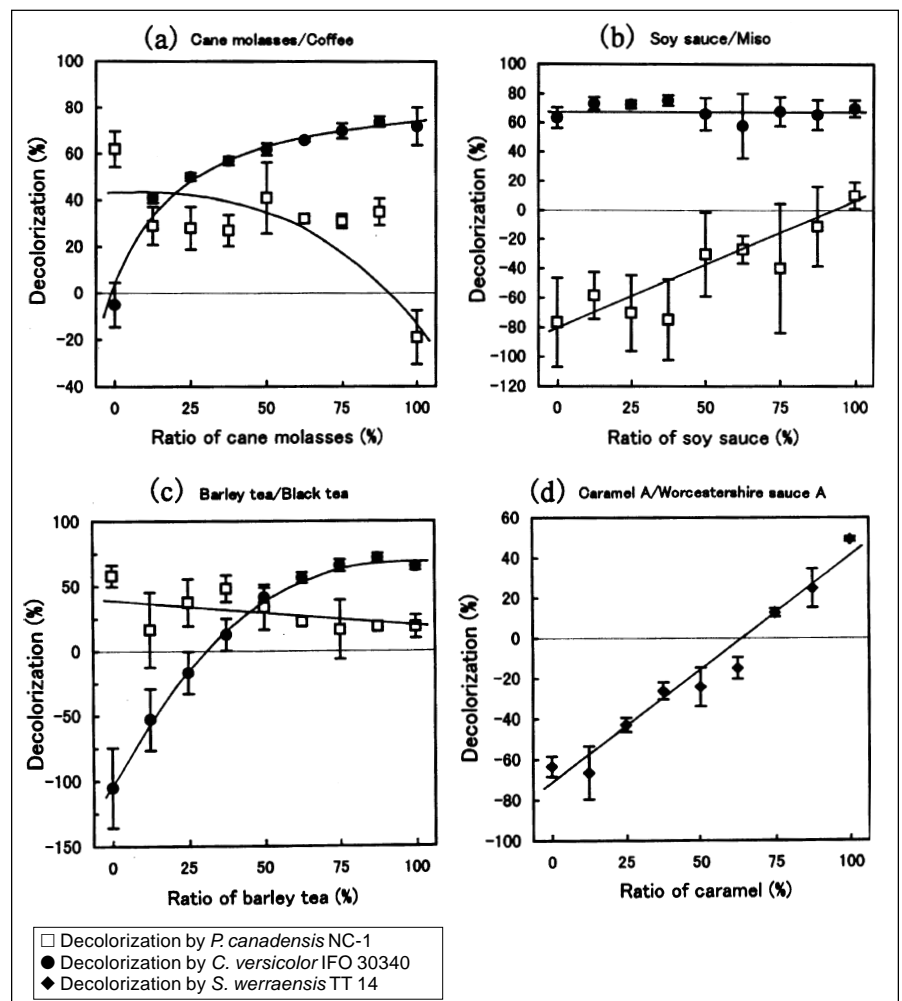 (a) Cane molasses/Coffee
100
80
60
40
20
0
-20
-40
Decolorization (%)
0 25 50 75 100
Ratio of cane molasses (%)
(b) Soy sauce/Miso
100
80
60
40
20
0
-20
-40
-60
-80
-100
-120
Decolorization (%)
0 25 50 75 100
Ratio of soy sauce (%)
(c) Barley tea/Black tea
100
50
0
-50
-100
-150
Decolorization (%)
0 25 50 75 100
Ratio of barley tea (%)
(d) Caramel A/Worcestershire sauce A
60
40
20
0
-20
-40
-60
-80
-100
Decolorization (%)
0 25 50 75 100
Ratio of caramel (%)
□ Decolorization by P. canadensis NC-1
● Decolorization by C. versicolor IFO 30340
◆ Decolorization by S. werraensis TT 14